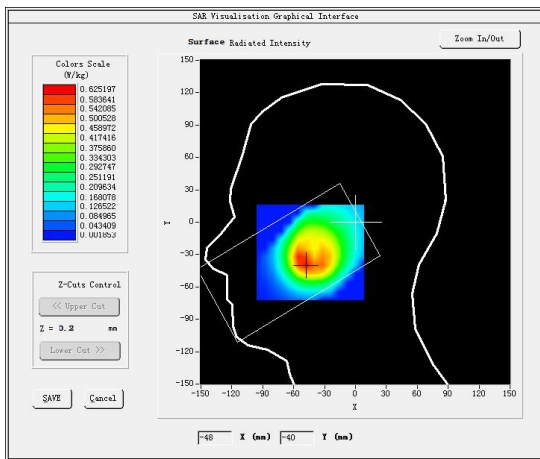 SAR Visualisation Graphical Interface
Surface Radiated Intensity
Zoom In/Out
Colors Scale
(W/kg)
0.625197
0.583641
0.542085
0.500528
0.458972
0.417416
0.375860
0.334303
0.292747
0.251191
0.209634
0.168078
0.126522
0.084965
0.043409
0.001853
Z-Cuts Control
<< Upper Cut
Z = 3.2 mm
Lower Cut >>
SAVE
Cancel
150
120
90
60
30
0
-30
-60
-90
-120
-150
Y
-150 -120 -90 -60 -30 0 30 60 90 120 150
X
-48 X (mm) -40 Y (mm)